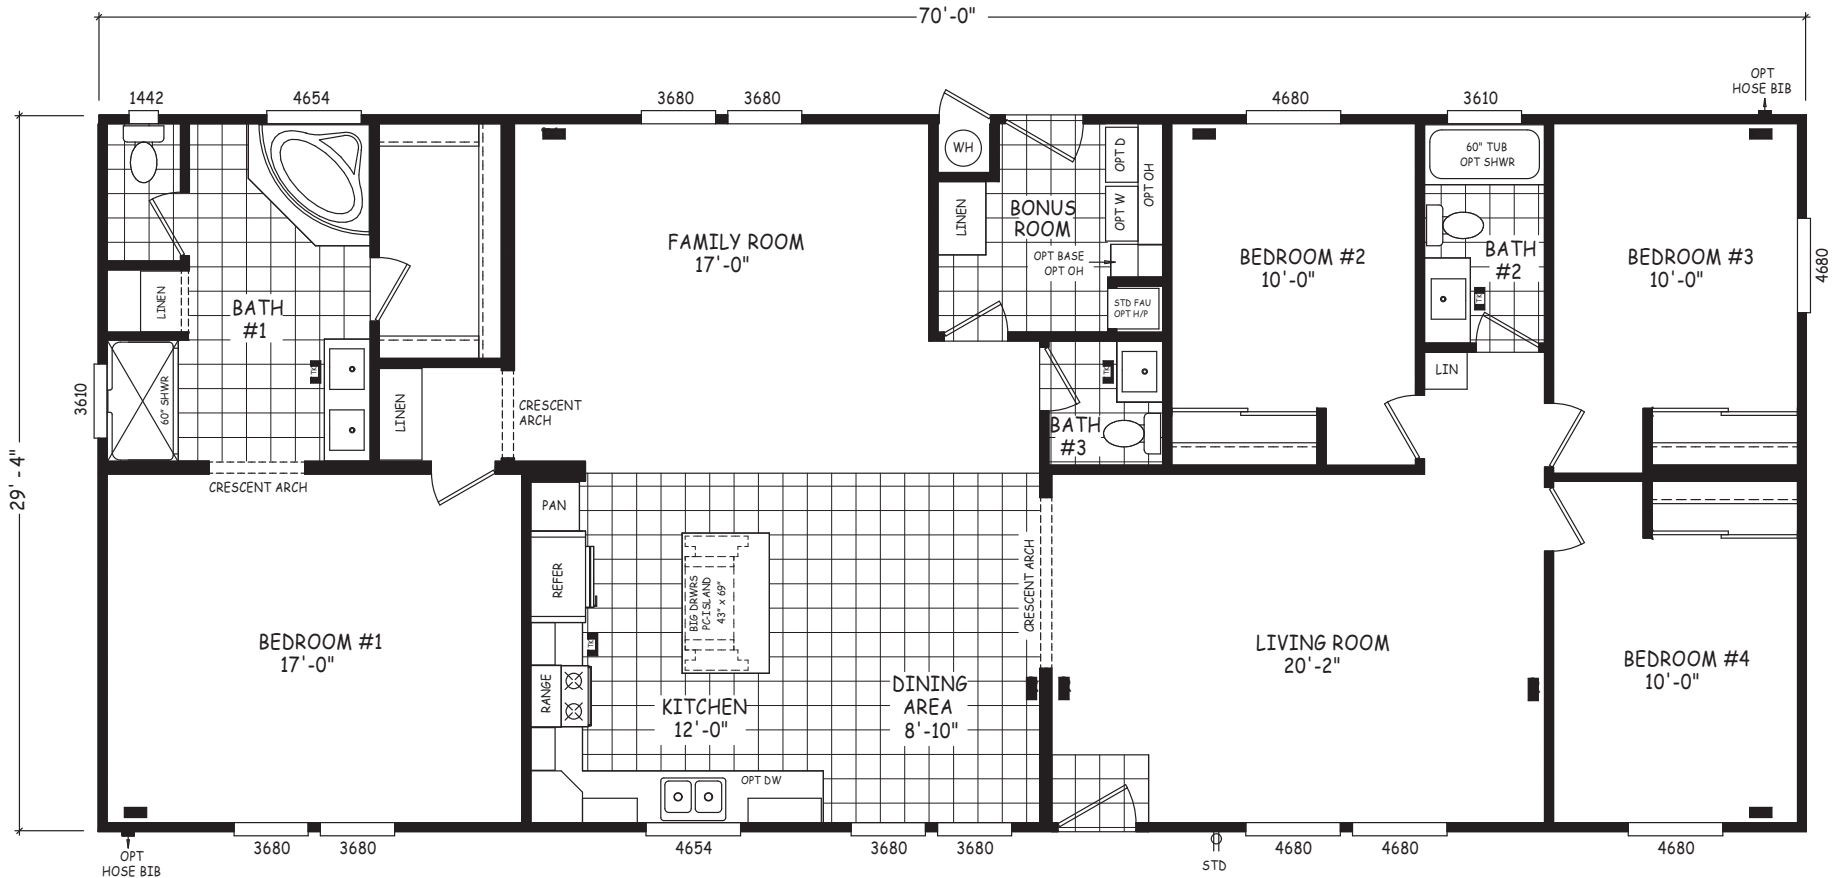 70'-0"
OPT
HOSE BIB
1442
4654
3680
3680
4680
3610
WH
OPT D
OPT OH
60" TUB
OPT SHWR
LINEN
BONUS
ROOM
OPT W
FAMILY ROOM
17'-0"
OPT BASE
OPT OH
BEDROOM #2
10'-0"
BATH
#2
BEDROOM #3
10'-0"
4680
LINEN
BATH
#1
STD FAU
OPT H/P
TK
TK
TK
LIN
3610
60" SHWR
LINEN
CRESCENT
ARCH
BATH
#3
29'-4"
CRESCENT ARCH
PAN
REFER
BIG DRWRS
PC-ISLAND
43" x 69"
CRESCENT ARCH
TK
BEDROOM #1
17'-0"
LIVING ROOM
20'-2"
BEDROOM #4
10'-0"
RANGE
KITCHEN
12'-0"
DINING
AREA
8'-10"
OPT DW
OPT
HOSE BIB
3680
3680
4654
3680
3680
STD
4680
4680
4680